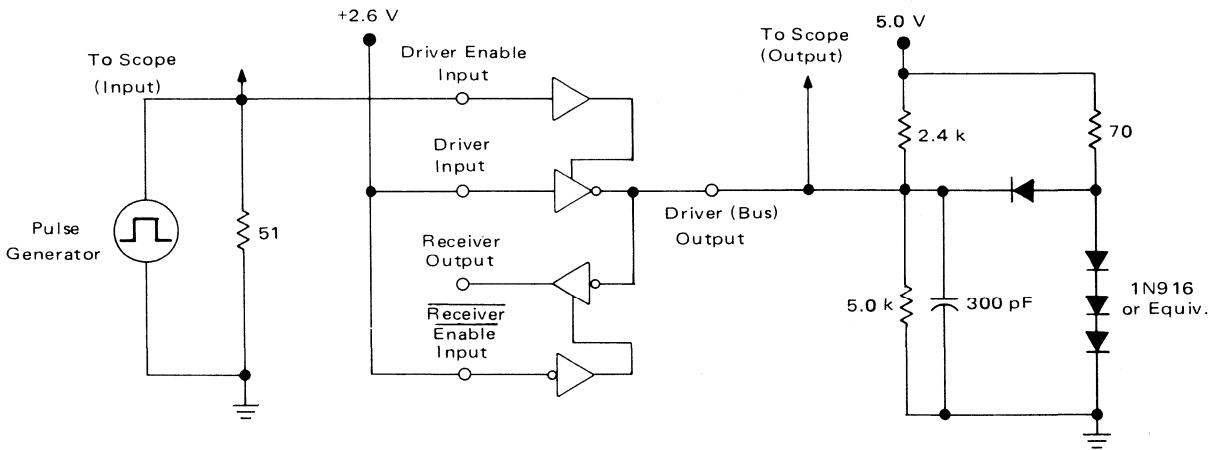 +2.6 V
5.0 V
To Scope
(Input)
Driver Enable
Input
To Scope
(Output)
2.4 k
70
Driver
Input
Pulse
Generator
51
Driver (Bus)
Output
Receiver
Output
Receiver
Enable
Input
5.0 k
300 pF
1N916
or Equiv.